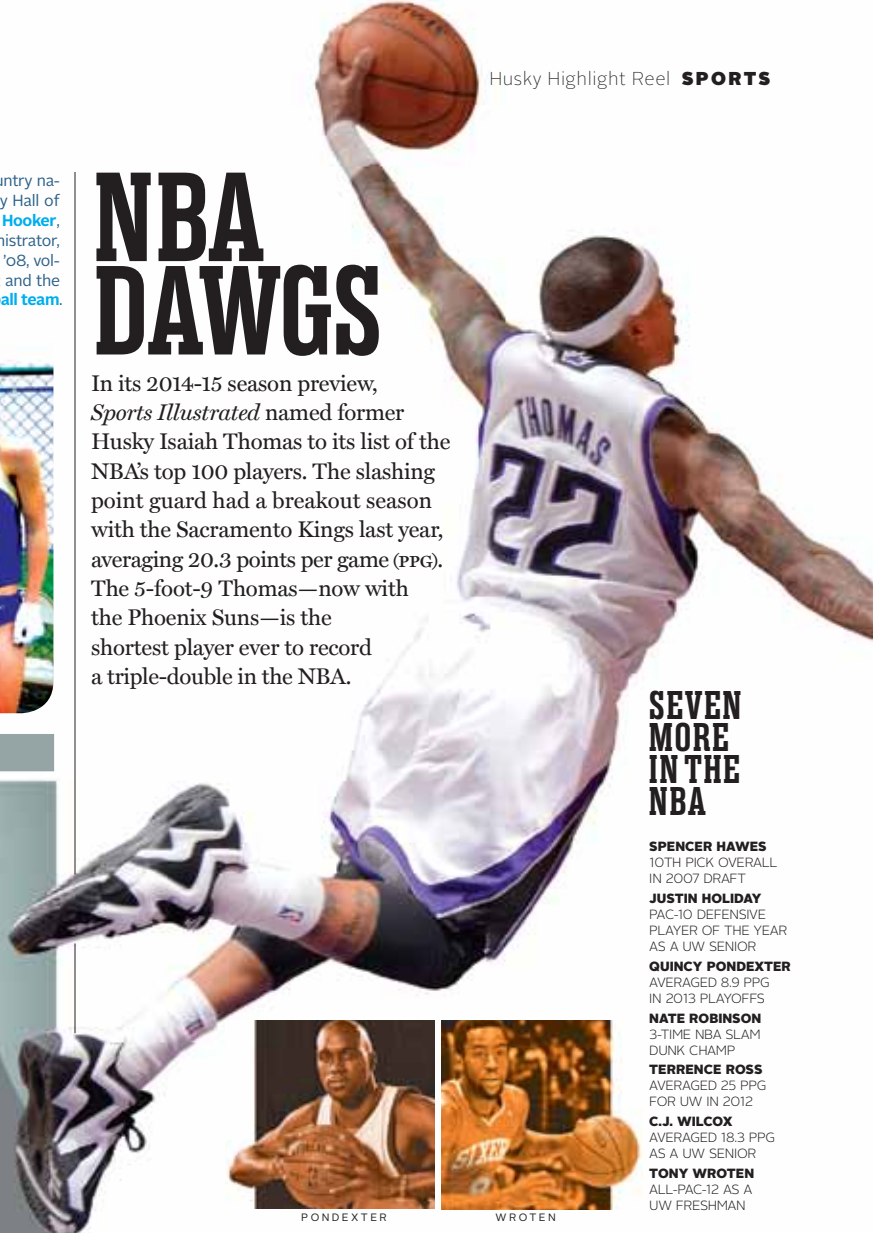 Husky Highlight Reel SPORTS
untry na-
y Hall of
Hooker,
nistrator,
'08, vol-
and the
all team.
NBA
DAWGS
In its 2014-15 season preview,
Sports Illustrated named former
Husky Isaiah Thomas to its list of the
NBA's top 100 players. The slashing
point guard had a breakout season
with the Sacramento Kings last year,
averaging 20.3 points per game (PPG).
The 5-foot-9 Thomas—now with
the Phoenix Suns—is the
shortest player ever to record
a triple-double in the NBA.
THOMAS
22
SEVEN
MORE
IN THE
NBA
SPENCER HAWES
10TH PICK OVERALL
IN 2007 DRAFT
JUSTIN HOLIDAY
PAC-10 DEFENSIVE
PLAYER OF THE YEAR
AS A UW SENIOR
QUINCY PONDEXTER
AVERAGED 8.9 PPG
IN 2013 PLAYOFFS
NATE ROBINSON
3-TIME NBA SLAM
DUNK CHAMP
TERRENCE ROSS
AVERAGED 25 PPG
FOR UW IN 2012
C.J. WILCOX
AVERAGED 18.3 PPG
AS A UW SENIOR
TONY WROTEN
ALL-PAC-12 AS A
UW FRESHMAN
SIXER
PONDEXTER
WROTEN